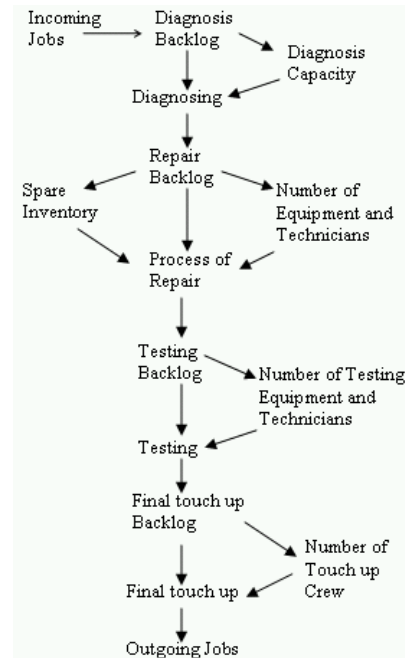 Incoming
Jobs
Diagnosis
Backlog
Diagnosis
Capacity
Diagnosing
Repair
Backlog
Spare
Inventory
Number of
Equipment and
Technicians
Process of
Repair
Testing
Backlog
Number of Testing
Equipment and
Technicians
Testing
Final touch up
Backlog
Number of
Touch up
Crew
Final touch up
Outgoing Jobs